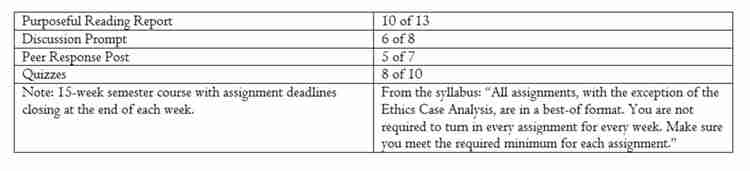 Purposeful Reading Report 10 of 13
Discussion Prompt 6 of 8
Peer Response Post 5 of 7
Quizzes 8 of 10
Note: 15-week semester course with assignment deadlines
closing at the end of each week.
From the syllabus: “All assignments, with the exception of the
Ethics Case Analysis, are in a best-of format. You are not
required to turn in every assignment for every week. Make sure
you meet the required minimum for each assignment.”